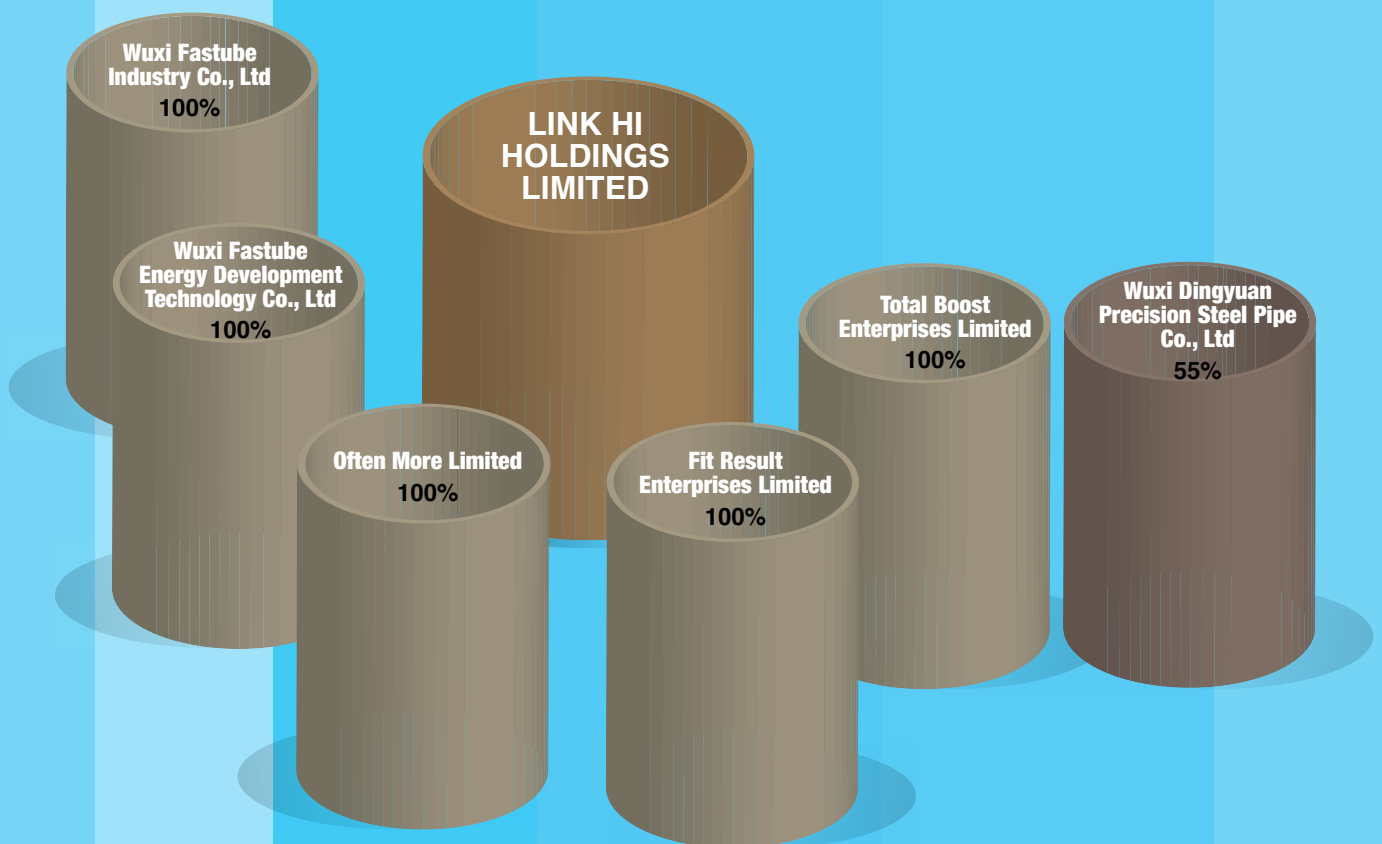 Wuxi Fastube
Industry Co., Ltd
100%
LINK HI
HOLDINGS
LIMITED
Wuxi Fastube
Energy Development
Technology Co., Ltd
100%
Total Boost
Enterprises Limited
100%
Wuxi Dingyuan
Precision Steel Pipe
Co., Ltd
55%
Often More Limited
100%
Fit Result
Enterprises Limited
100%